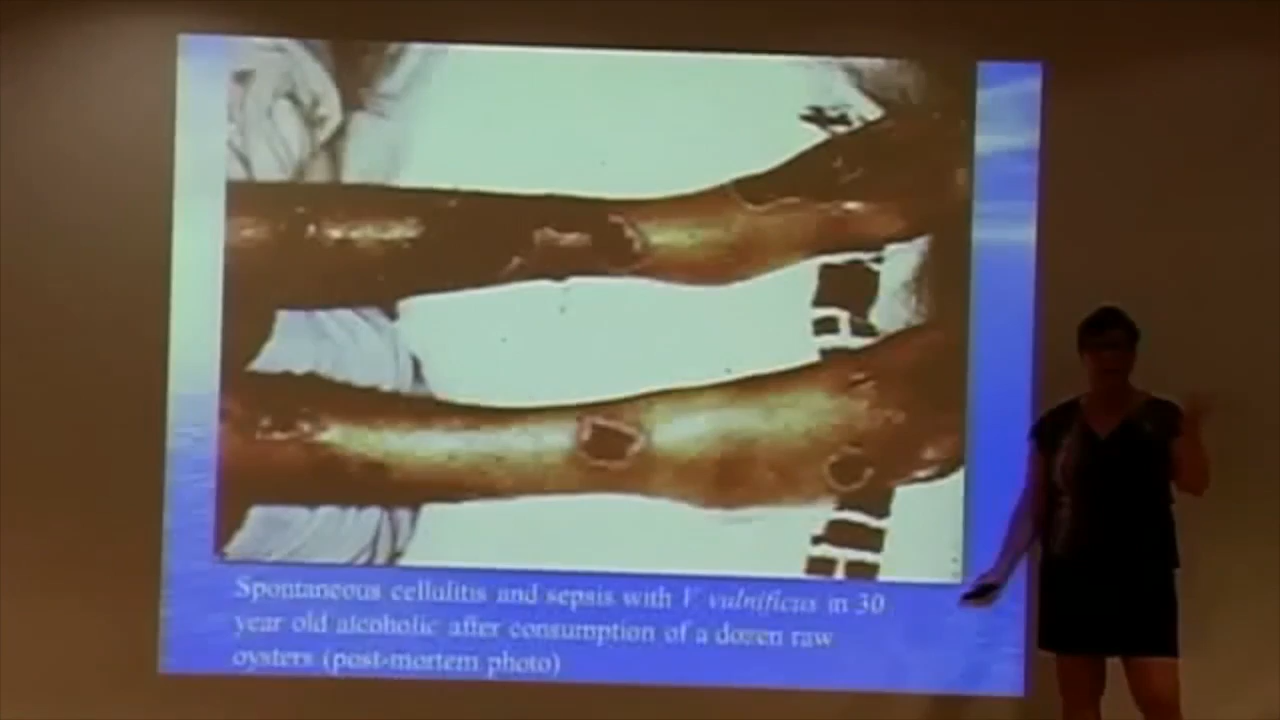 Spontaneous cellulitis and sepsis with V. vulnificus in 30
year old alcoholic after consumption of a dozen raw
oysters (post-mortem photo)